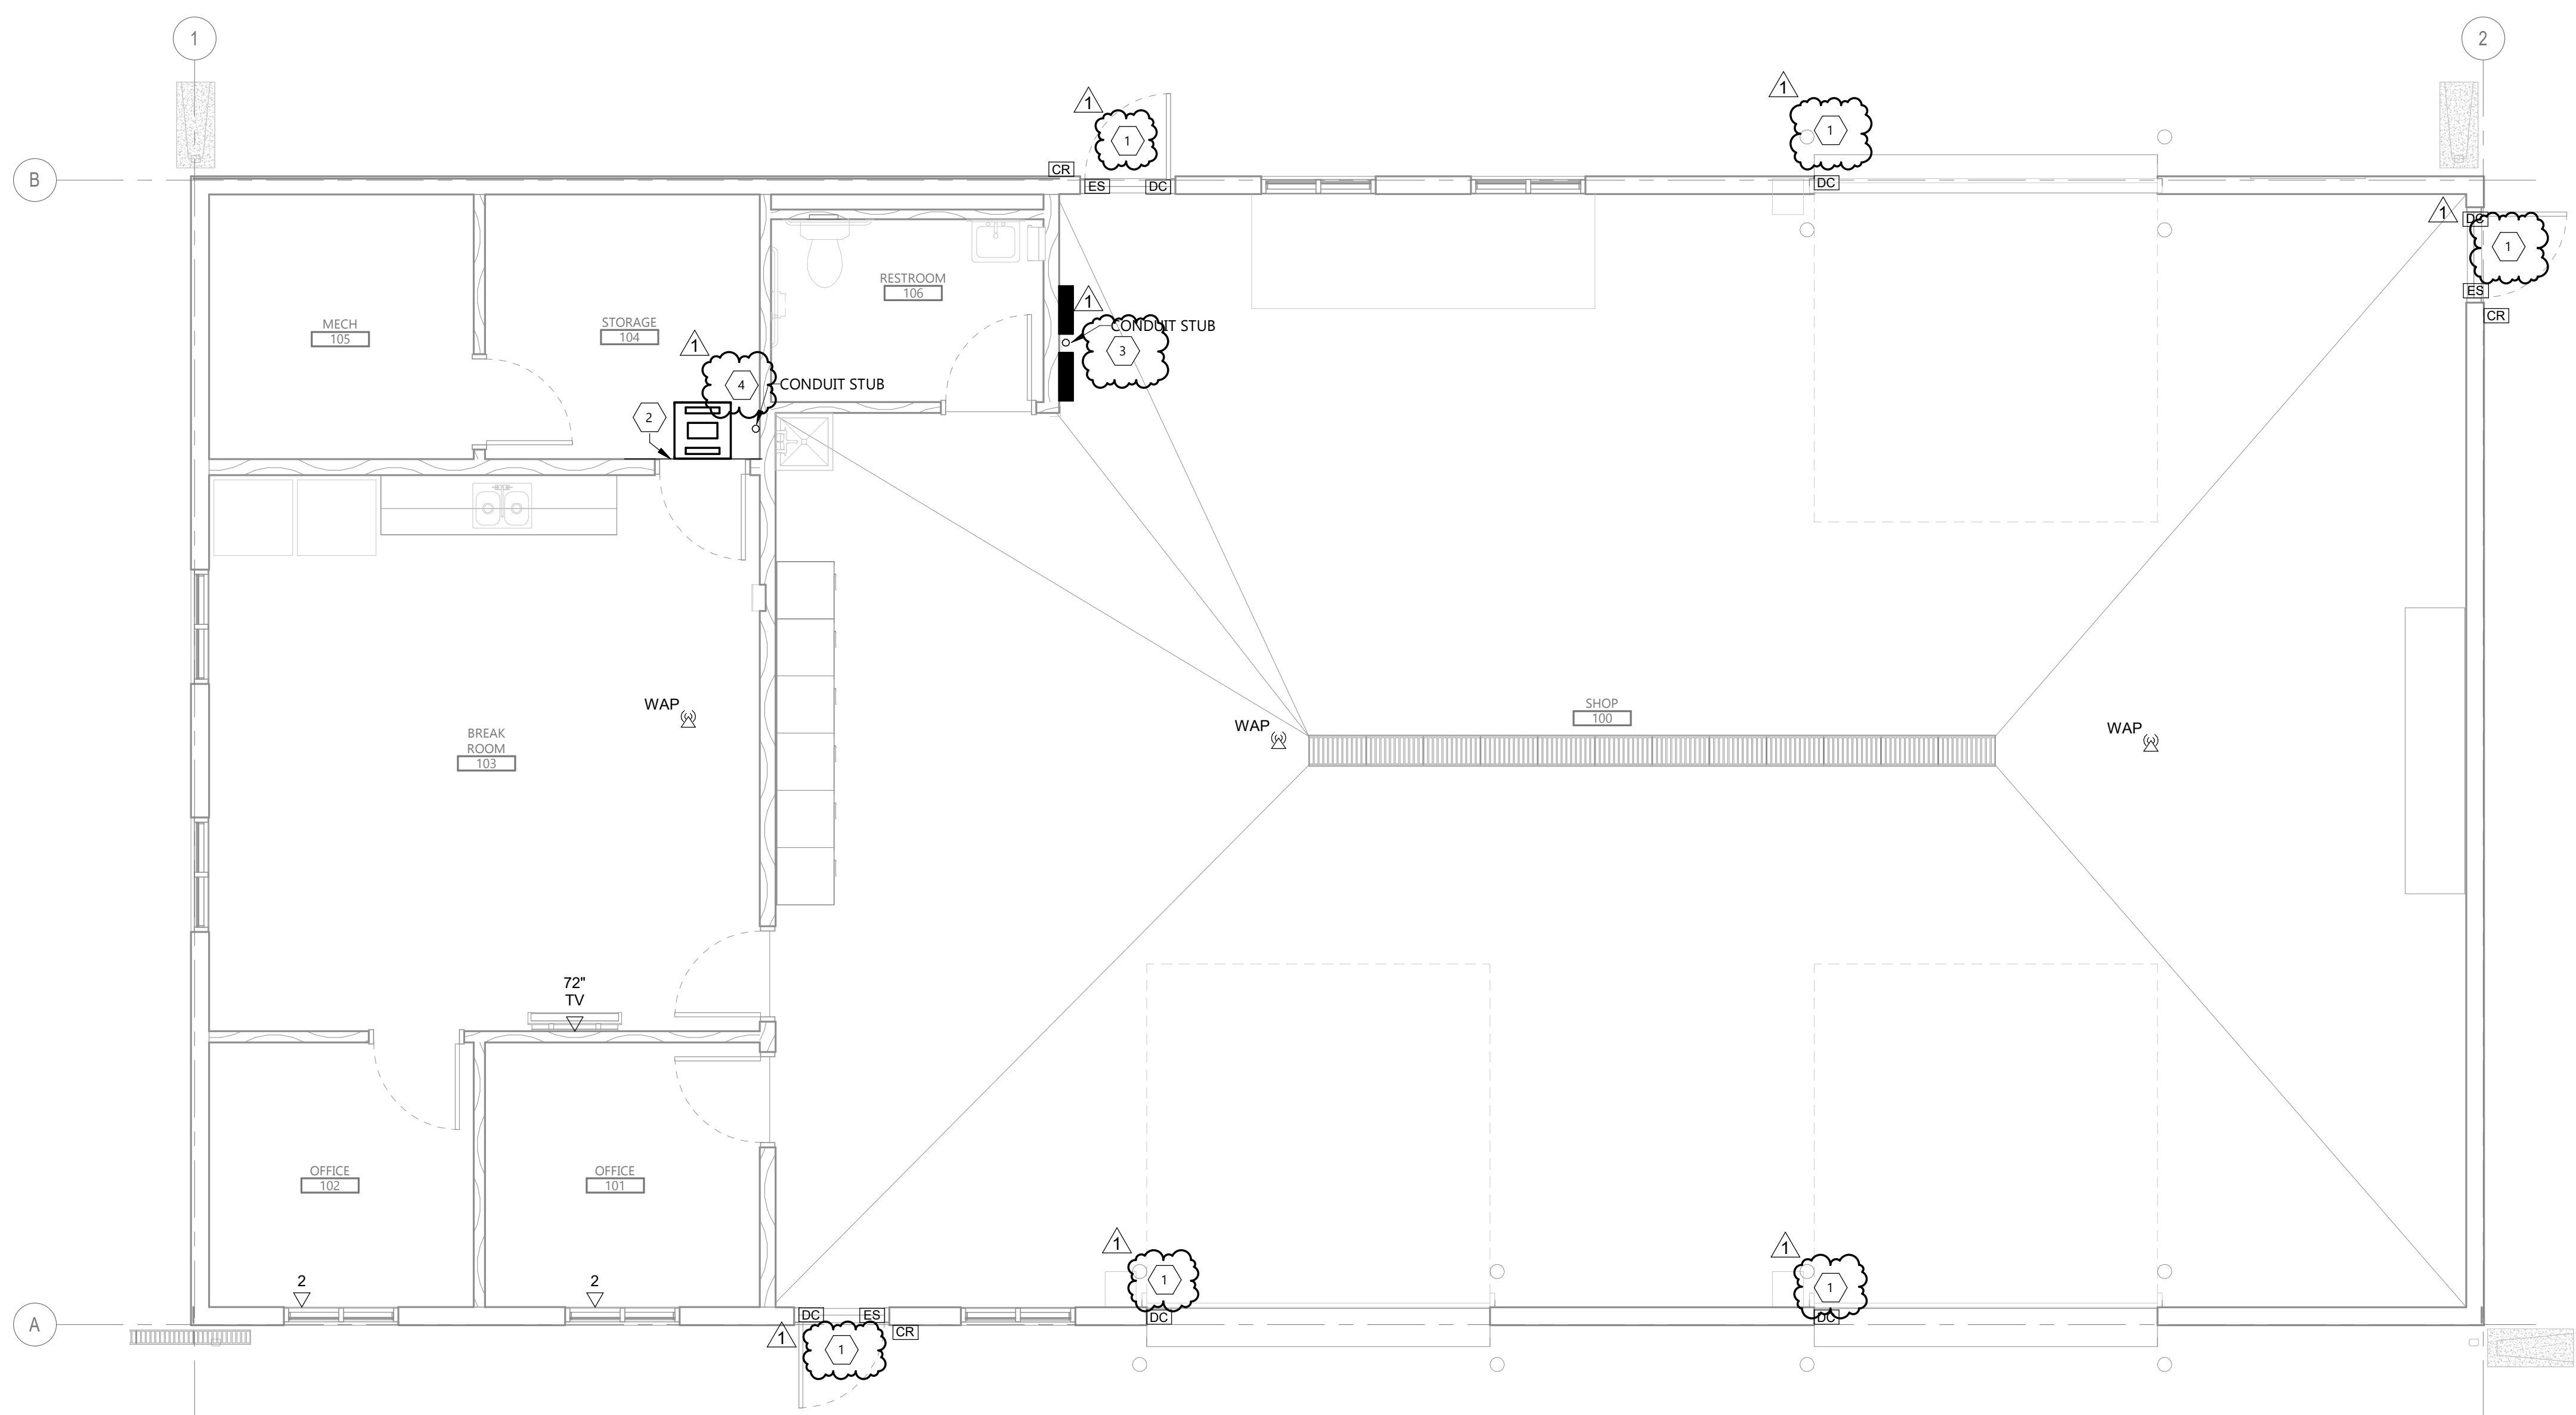 1
2
1
1
1
1
B
CR
ES
DC
DC
1
DC
1
ES
CR
RESTROOM
106
1
MECH
105
STORAGE
104
CONDUIT STUB
3
1
4
CONDUIT STUB
2
WAP
WAP
SHOP
100
WAP
BREAK
ROOM
103
72"
TV
OFFICE
102
OFFICE
101
1
1
1
1
2
2
DC
ES
DC
DC
A
CR
1
1